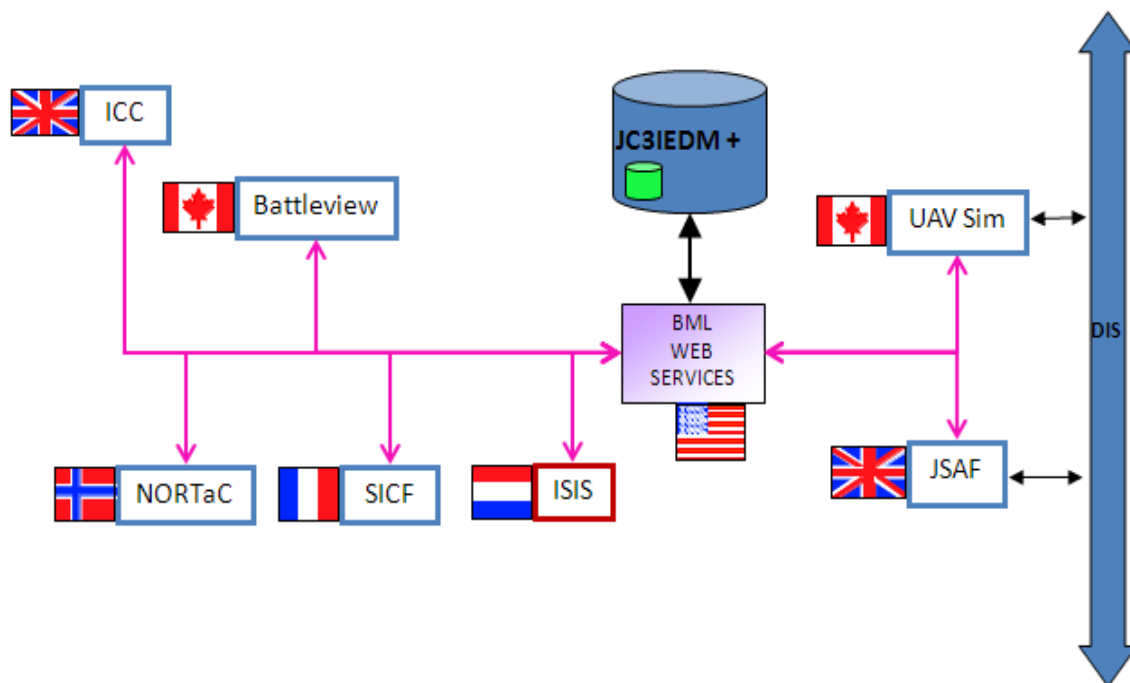 ICC
JC3IEDM +
Battleview
UAV Sim
BML
WEB
SERVICES
DIS
NORTaC
SICF
ISIS
JSAF